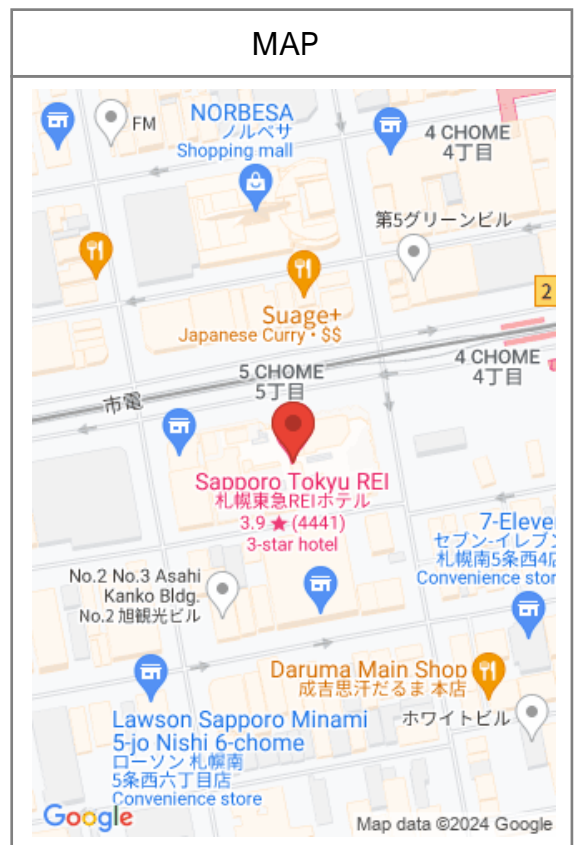 MAP
FM
NORBESA
ノルベサ
Shopping mall
4 CHOME
4丁目
第5グリーンビル
2
Suage+
Japanese Curry・$$
4 CHOME
4丁目
5 CHOME
5丁目
市電
Sapporo Tokyu REI
札幌東急REIホテル
3.9 ★ (4441)
3-star hotel
7-Eleve
セブン-イレブン
札幌南5条西4店
Convenience stor
No.2 No.3 Asahi
Kanko Bldg.
No.2 旭観光ビル
Daruma Main Shop
成吉思汗だるま 本店
ホワイトビル
Lawson Sapporo Minami
5-jo Nishi 6-chome
ローソン 札幌南
5条西六丁目店
Convenience store
Google
Map data ©2024 Google